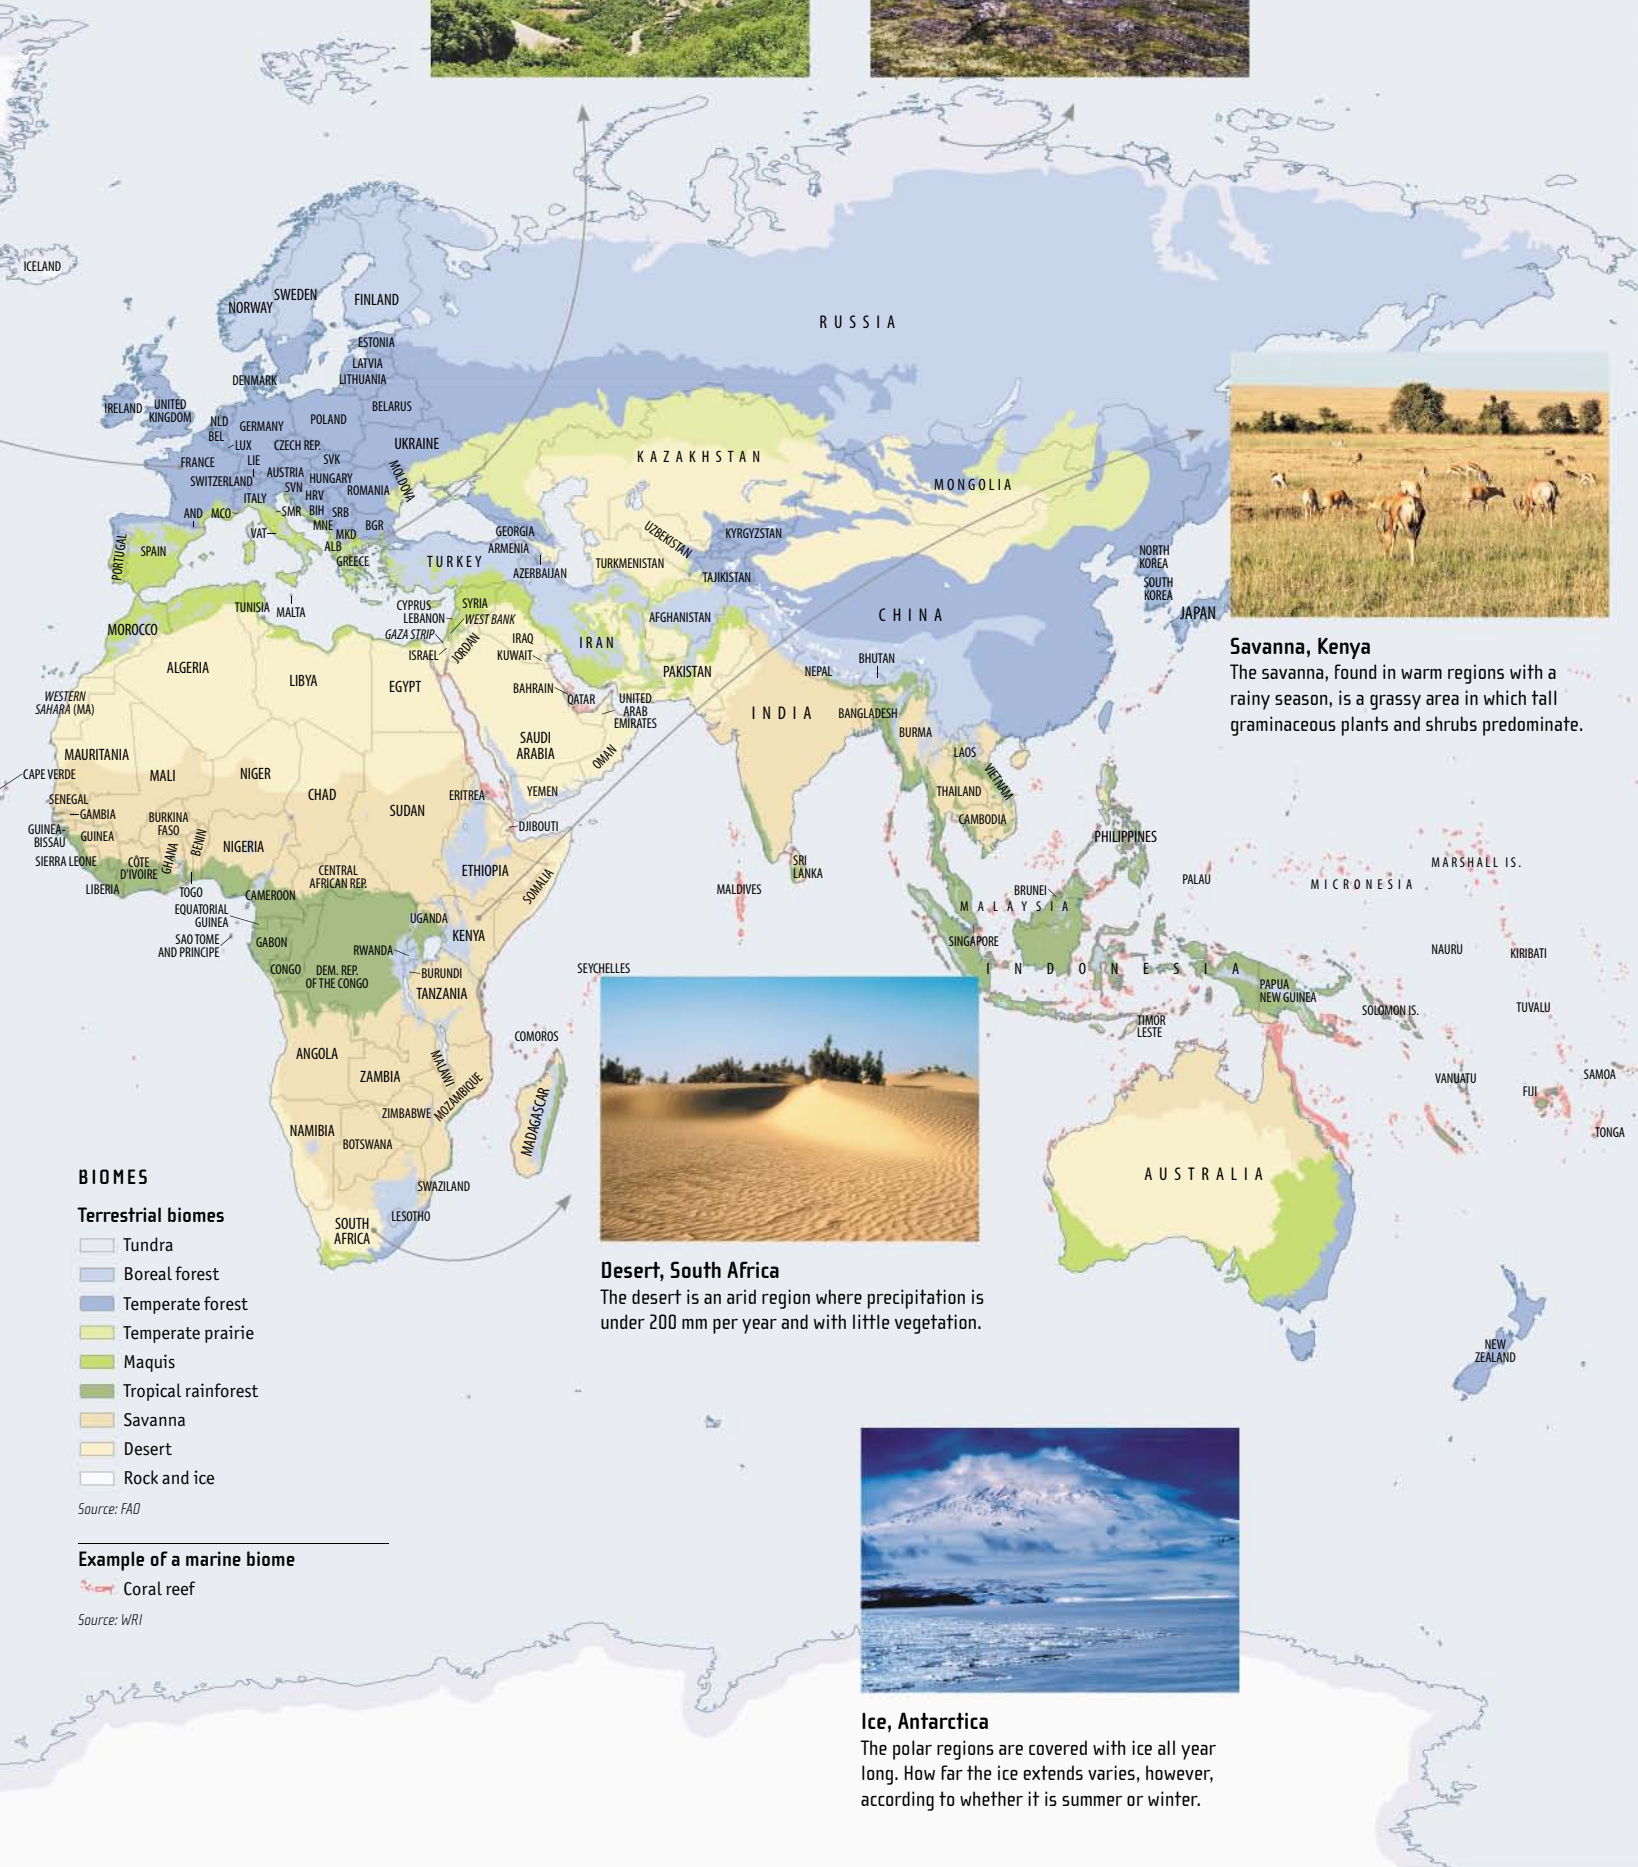 ICELAND
NORWAY
SWEDEN
FINLAND
RUSSIA
ESTONIA
LATVIA
LITHUANIA
DENMARK
BELARUS
IRELAND
UNITED
KINGDOM
NLD
BEL
GERMANY
POLAND
LUX
CZECH REP.
UKRAINE
FRANCE
LIE
SVK
MOLDOVA
SWITZERLAND
AUSTRIA
HUNGARY
SVN
HRV
ROMANIA
ITALY
AND
MCO
SMR
BIH
SRB
MNE
BGR
VAT
MKD
ALB
GREECE
PORTUGAL
SPAIN
KAZAKHSTAN
MONGOLIA
GEORGIA
ARMENIA
AZERBAIJAN
TURKEY
UZBEKISTAN
KYRGYZSTAN
TURKMENISTAN
TAJIKISTAN
NORTH
KOREA
SOUTH
KOREA
JAPAN
CHINA
TUNISIA
MALTA
CYPRUS
LEBANON
SYRIA
WEST BANK
GAZA STRIP
ISRAEL
JORDAN
IRAQ
KUWAIT
IRAN
AFGHANISTAN
PAKISTAN
NEPAL
BHUTAN
MOROCCO
ALGERIA
LIBYA
EGYPT
BAHRAIN
QATAR
UNITED
ARAB
EMIRATES
WESTERN
SAHARA (MA)
SAUDI
ARABIA
OMAN
YEMEN
INDIA
BANGLADESH
BURMA
LAOS
VIETNAM
THAILAND
CAMBODIA
MAURITANIA
CAPE VERDE
MALI
NIGER
CHAD
SUDAN
ERITREA
DJIBOUTI
SENEGAL
GAMBIA
GUINEA-
BISSAU
GUINEA
BURKINA
FASO
BENIN
NIGERIA
SIERRA LEONE
CÔTE
D'IVOIRE
GHANA
LIBERIA
TOGO
CAMEROON
CENTRAL
AFRICAN REP.
ETHIOPIA
SOMALIA
EQUATORIAL
GUINEA
SAO TOME
AND PRINCIPE
GABON
CONGO
DEM. REP.
OF THE CONGO
UGANDA
KENYA
RWANDA
BURUNDI
TANZANIA
SEYCHELLES
COMOROS
ANGOLA
ZAMBIA
MALAWI
MOZAMBIQUE
ZIMBABWE
NAMIBIA
BOTSWANA
MADAGASCAR
SWAZILAND
LESOTHO
SOUTH
AFRICA
SRI
LANKA
MALDIVES
PHILIPPINES
BRUNEI
MALAYSIA
SINGAPORE
INDONESIA
PALAU
MICRONESIA
MARSHALL IS.
NAURU
KIRIBATI
PAPUA
NEW GUINEA
SOLOMON IS.
TUVALU
TIMOR
LESTE
VANUATU
FIJI
SAMOA
TONGA
AUSTRALIA
NEW
ZEALAND
Savanna, Kenya
The savanna, found in warm regions with a
rainy season, is a grassy area in which tall
graminaceous plants and shrubs predominate.
Desert, South Africa
The desert is an arid region where precipitation is
under 200 mm per year and with little vegetation.
BIOMES
Terrestrial biomes
Tundra
Boreal forest
Temperate forest
Temperate prairie
Maquis
Tropical rainforest
Savanna
Desert
Rock and ice
Source: FAO
Example of a marine biome
Coral reef
Source: WRI
Ice, Antarctica
The polar regions are covered with ice all year
long. How far the ice extends varies, however,
according to whether it is summer or winter.